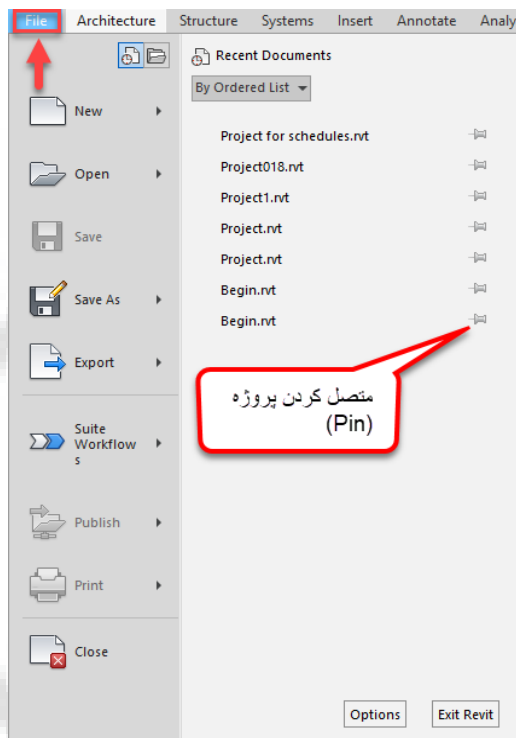 File Architecture Structure Systems Insert Annotate Analy
Recent Documents
By Ordered List
New
Open
Save
Save As
Export
Suite
Workflow
s
Publish
Print
Close
Project for schedules.rvt
Project018.rvt
Project1.rvt
Project.rvt
Project.rvt
Begin.rvt
Begin.rvt
متصل کردن پروژه
(Pin)
Options Exit Revit